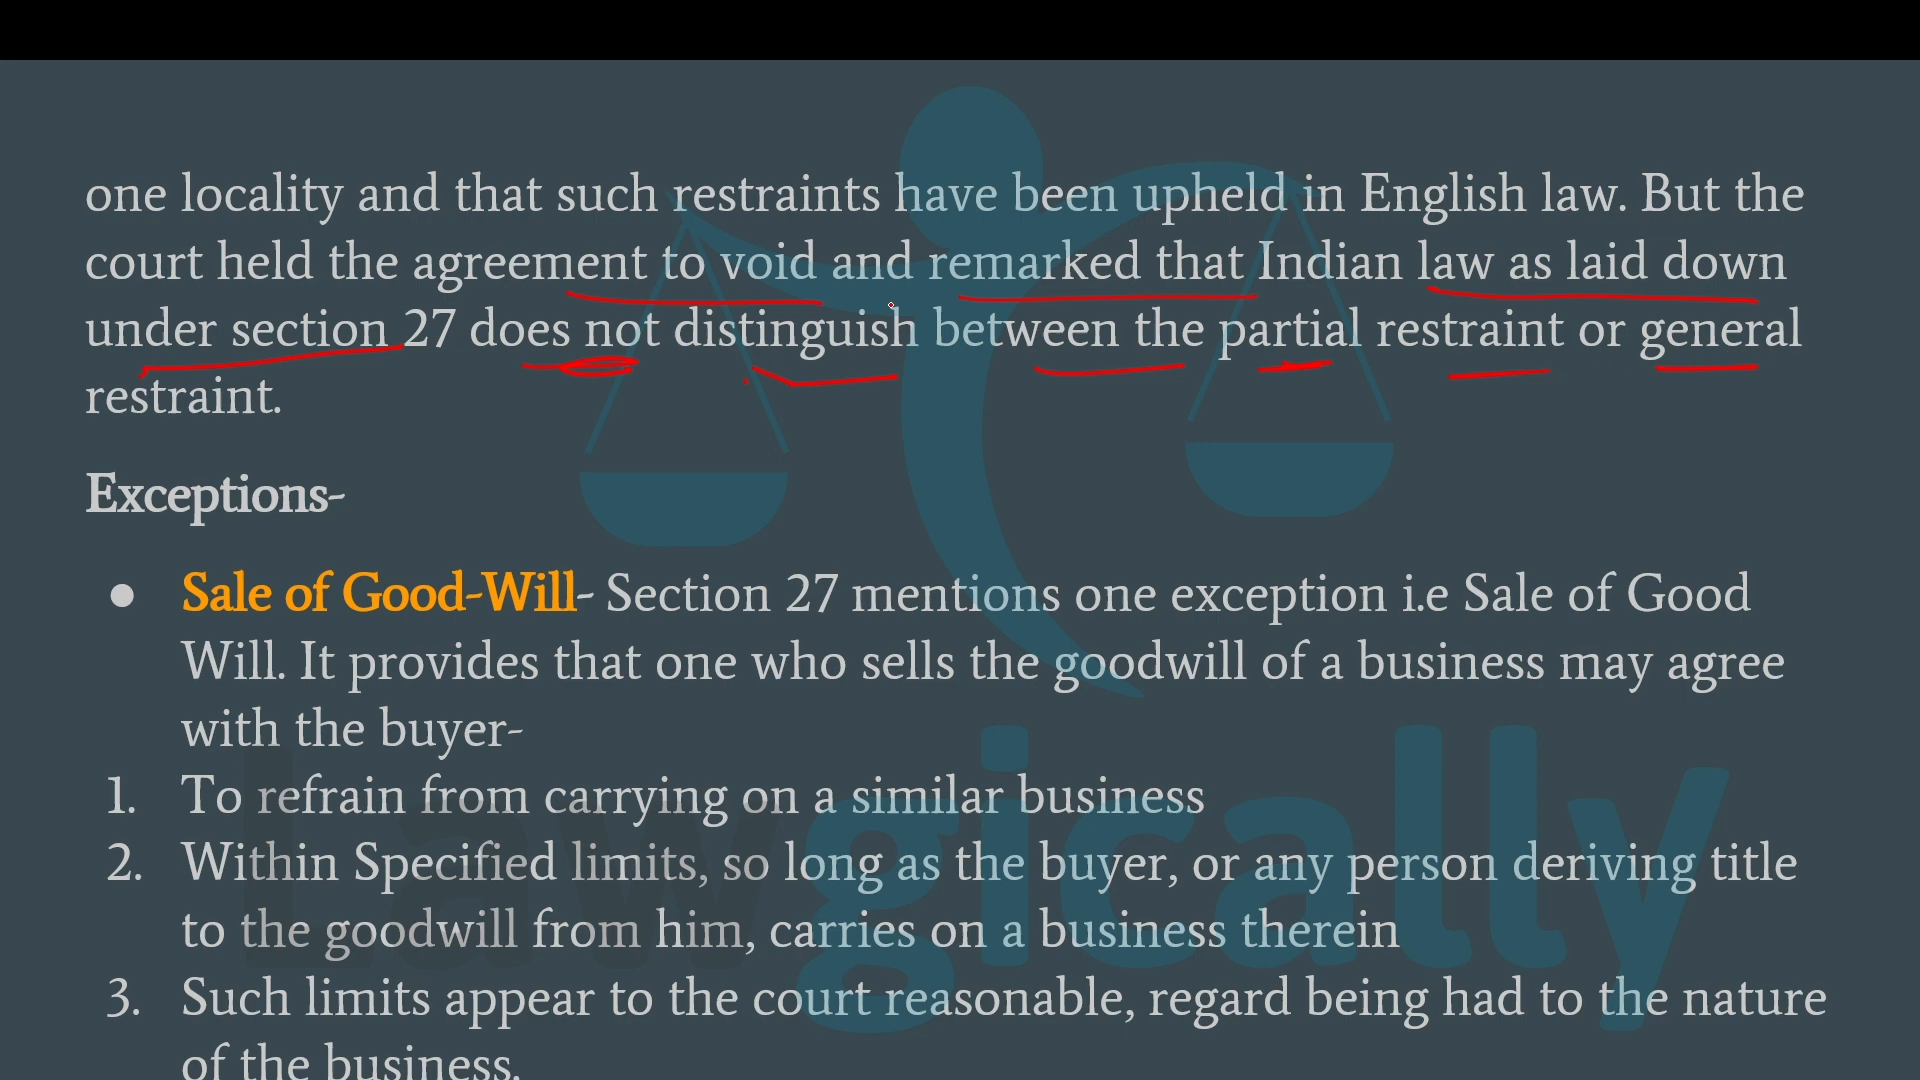 one locality and that such restraints have been upheld in English law. But the
court held the agreement to void and remarked that Indian law as laid down
under section 27 does not distinguish between the partial restraint or general
restraint.
Exceptions-
● Sale of Good-Will- Section 27 mentions one exception i.e Sale of Good
Will. It provides that one who sells the goodwill of a business may agree
with the buyer-
1. To refrain from carrying on a similar business
2. Within Specified limits, so long as the buyer, or any person deriving title
to the goodwill from him, carries on a business therein
3. Such limits appear to the court reasonable, regard being had to the nature
of the business.
Lawgically